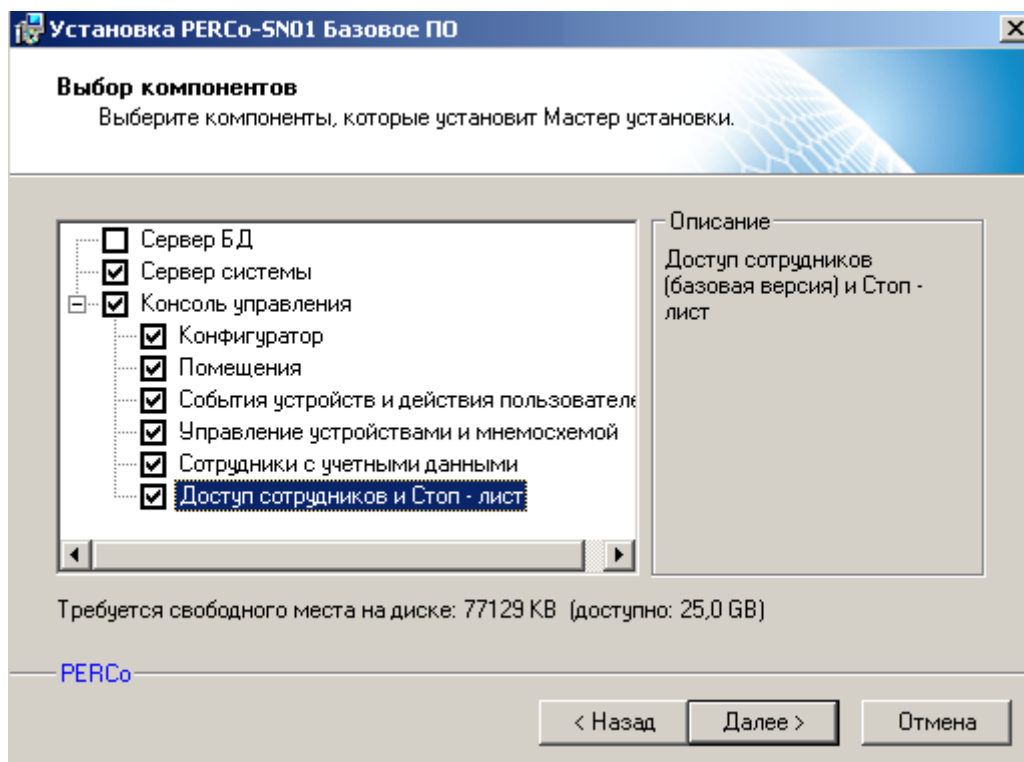 Установка PERCo-SN01 Базовое ПО
Выбор компонентов
Выберите компоненты, которые установит Мастер установки.
Сервер БД
Сервер системы
Консоль управления
Конфигуратор
Помещения
События устройств и действия пользователе
Управление устройствами и мнемосхемой
Сотрудники с учетными данными
Доступ сотрудников и Стоп - лист
Описание
Доступ сотрудников
(базовая версия) и Стоп -
лист
Требуется свободного места на диске: 77129 KB (доступно: 25,0 GB)
PERCo
< Назад
Далее >
Отмена